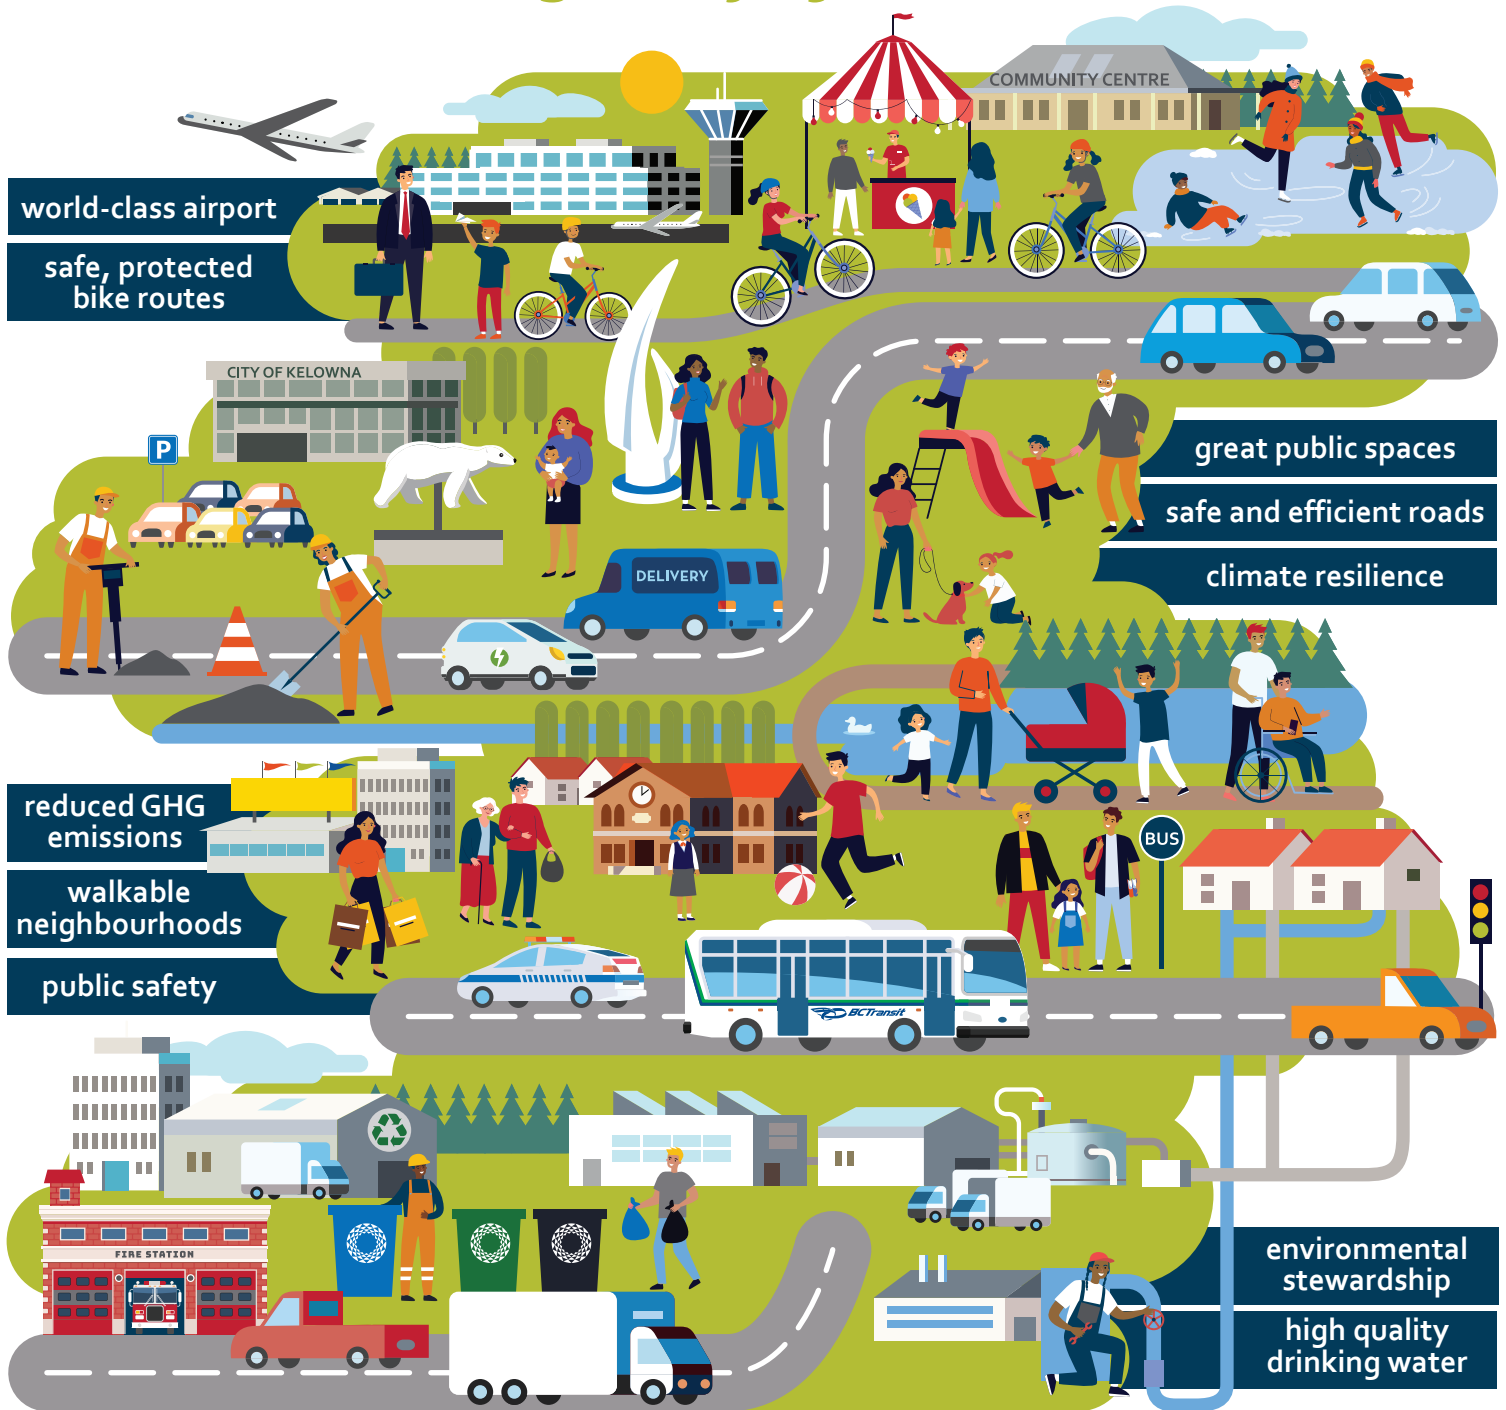 COMMUNITY CENTRE
world-class airport
safe, protected
bike routes
CITY OF KELOWNA
P
great public spaces
safe and efficient roads
climate resilience
DELIVERY
reduced GHG
emissions
walkable
neighbourhoods
public safety
BUS
BCTransit
FIRE STATION
environmental
stewardship
high quality
drinking water